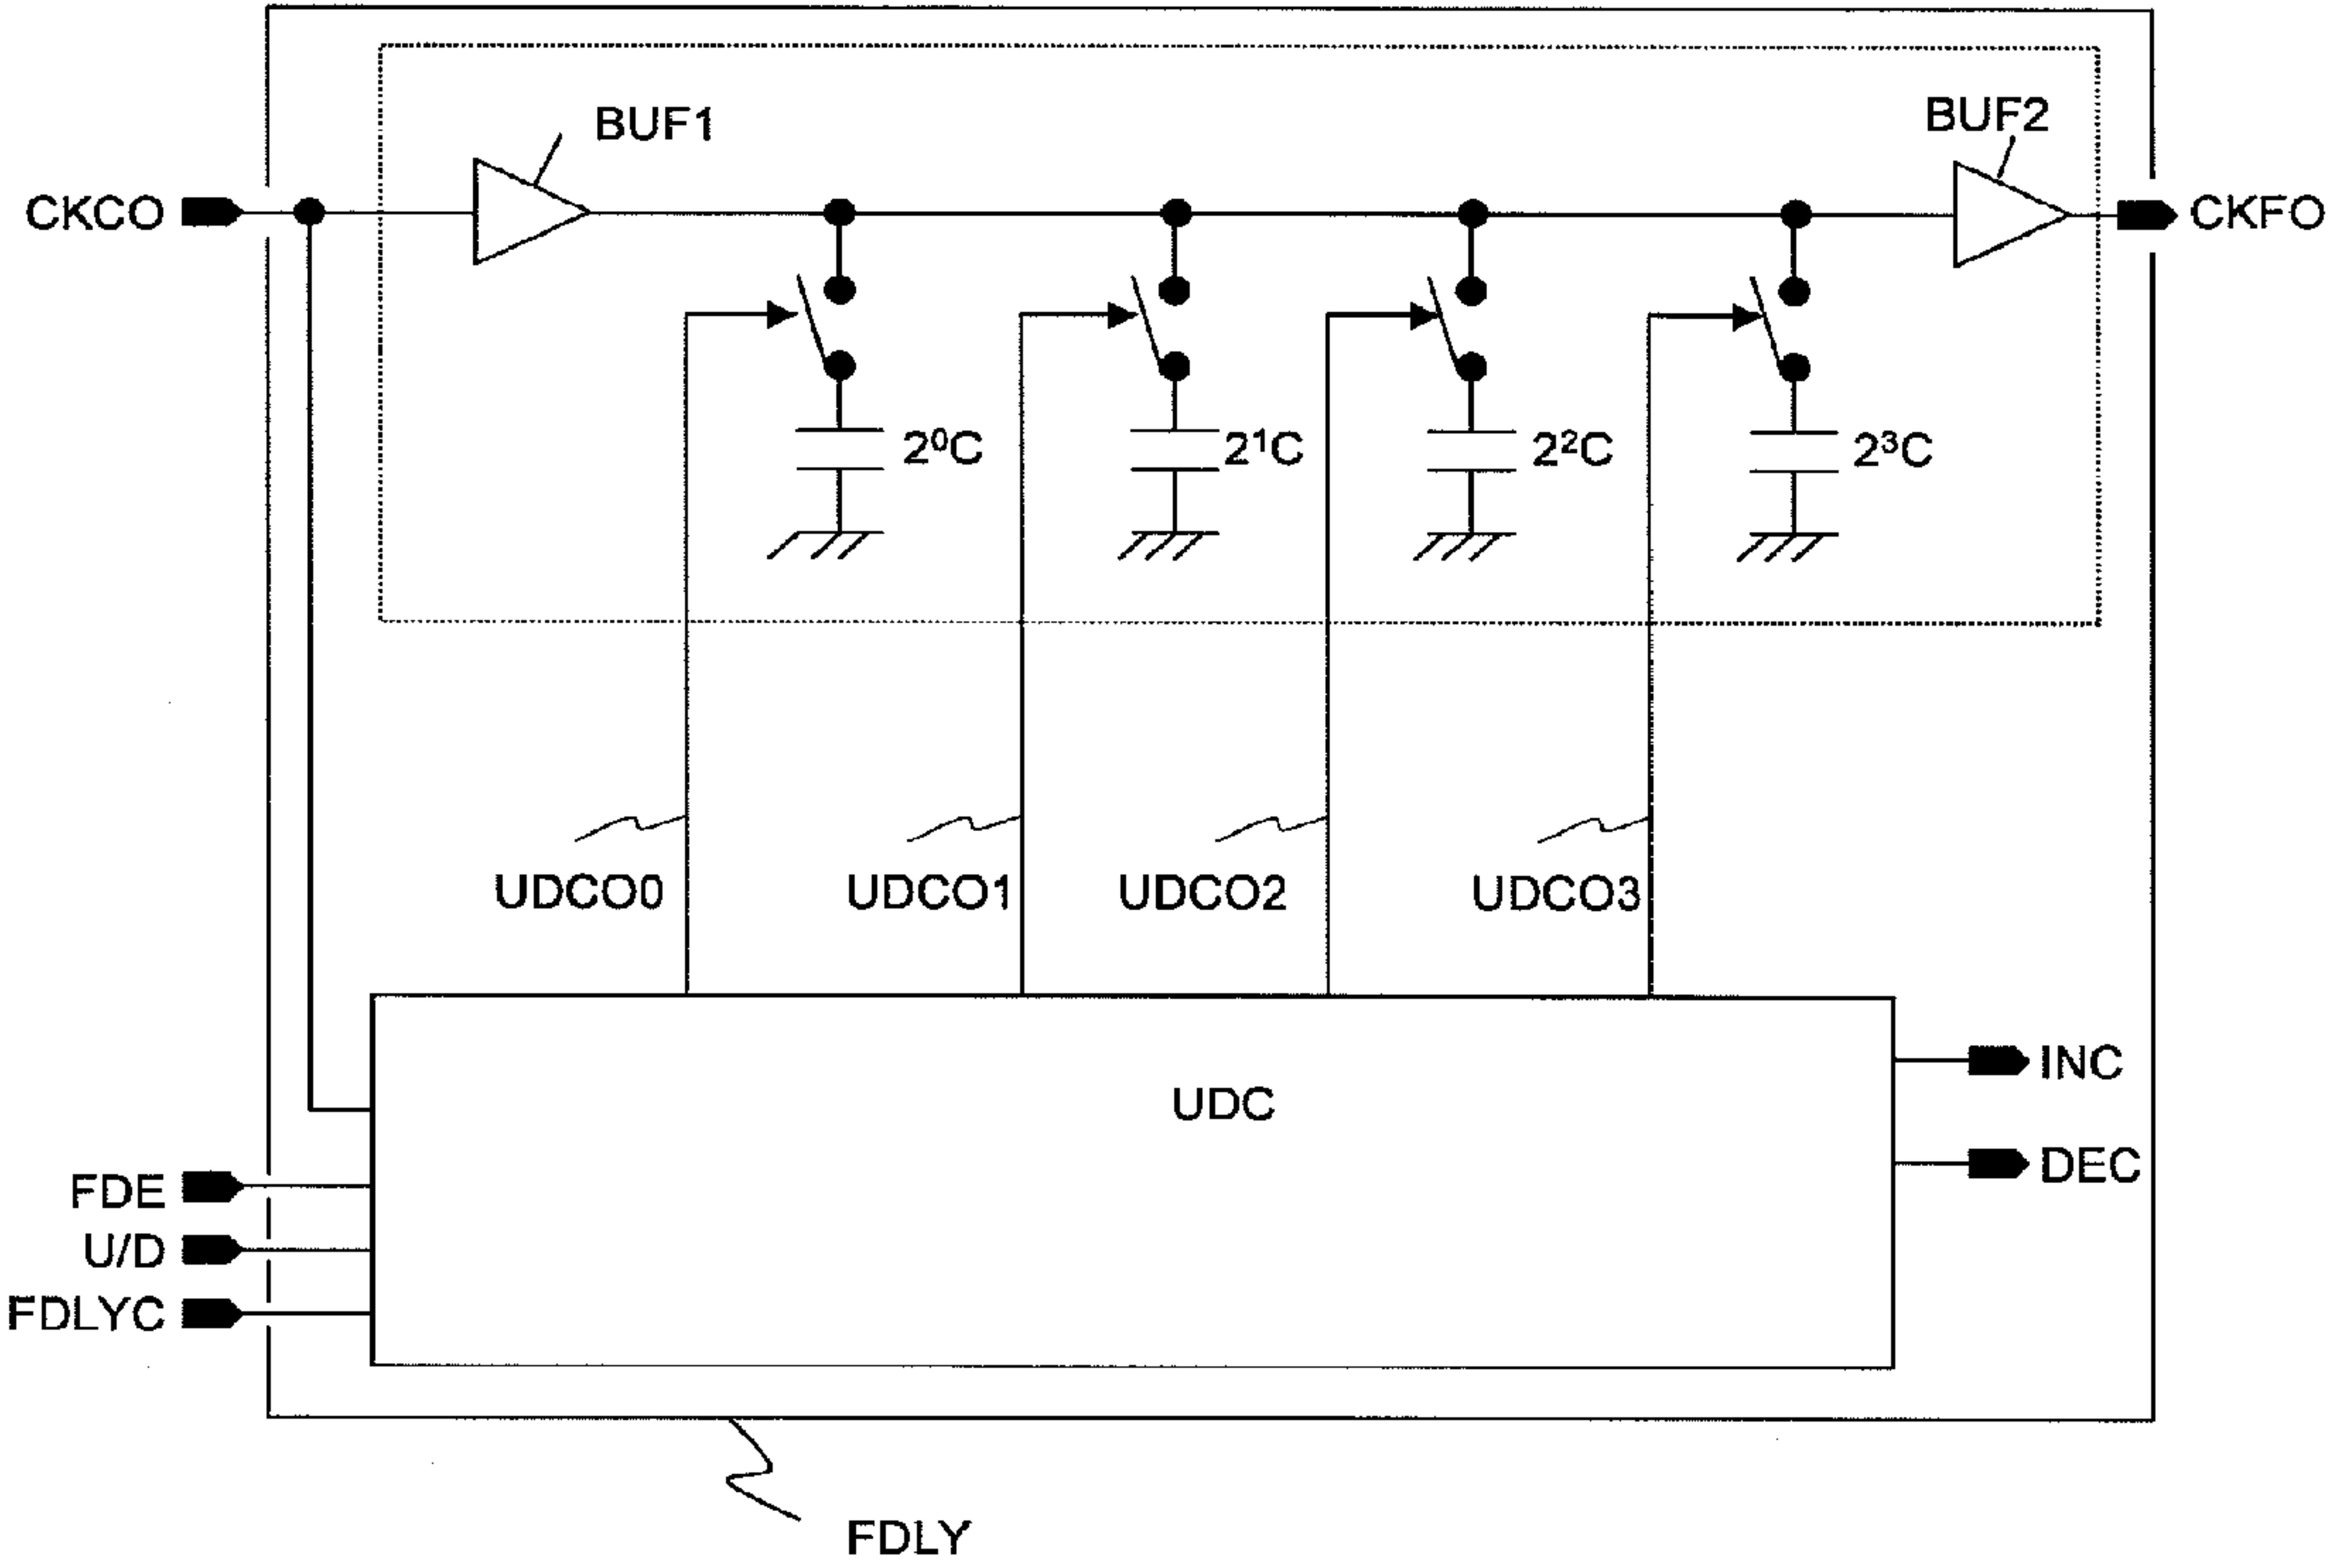 BUF1
BUF2
CKCO
CKFO
2⁰C
2¹C
2²C
2³C
UDCO0
UDCO1
UDCO2
UDCO3
UDC
INC
DEC
FDE
U/D
FDLYC
FDLY